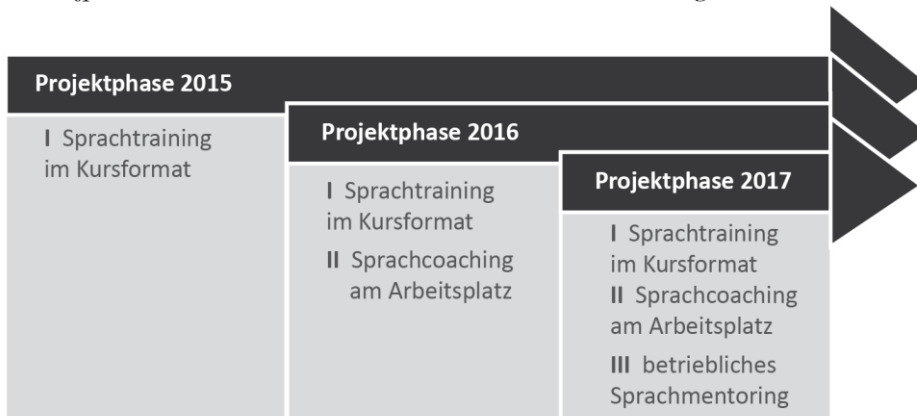 Projektphase 2015
I Sprachtraining
im Kursformat
Projektphase 2016
I Sprachtraining
im Kursformat
II Sprachcoaching
am Arbeitsplatz
Projektphase 2017
I Sprachtraining
im Kursformat
II Sprachcoaching
am Arbeitsplatz
III betriebliches
Sprachmentoring